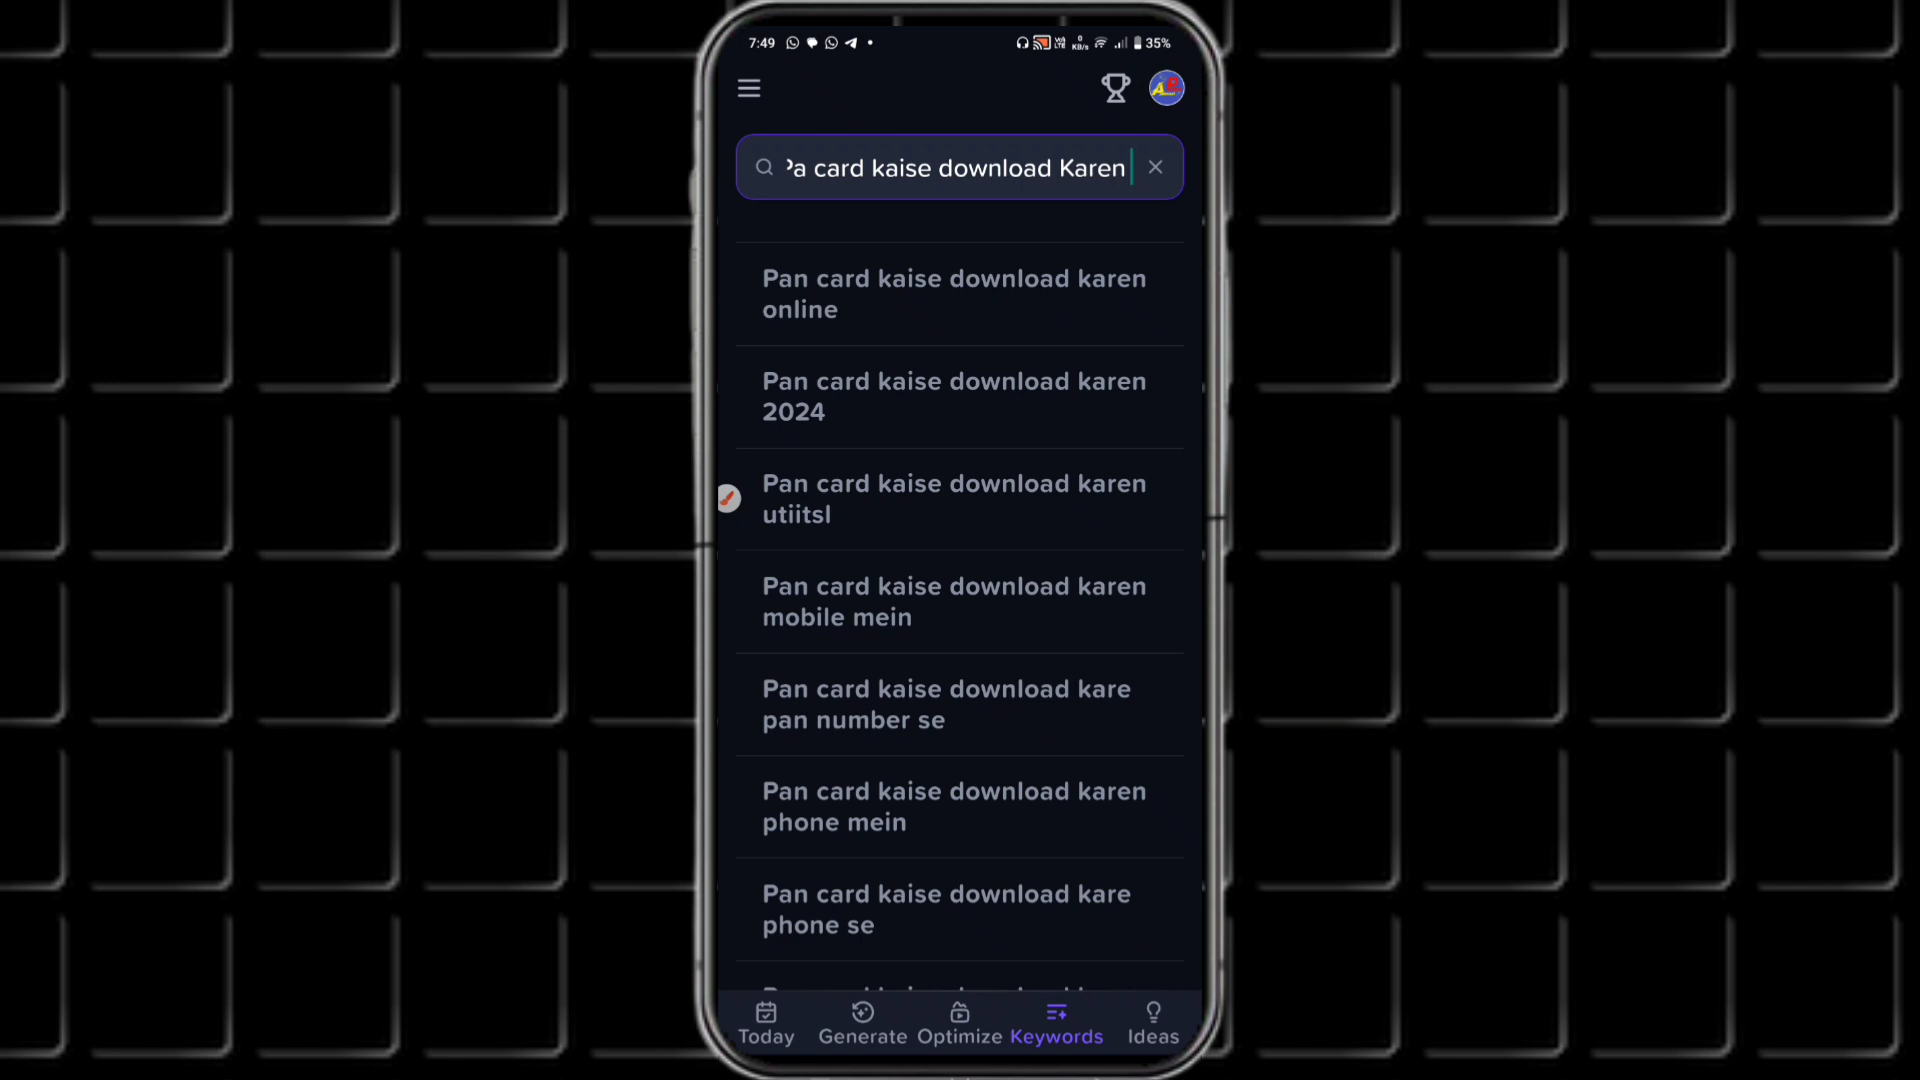 7:49
0
KB/s
35%
Pa card kaise download Karen
Pan card kaise download karen
online
Pan card kaise download karen
2024
Pan card kaise download karen
utiitsl
Pan card kaise download karen
mobile mein
Pan card kaise download kare
pan number se
Pan card kaise download karen
phone mein
Pan card kaise download kare
phone se
Today
Generate
Optimize
Keywords
Ideas